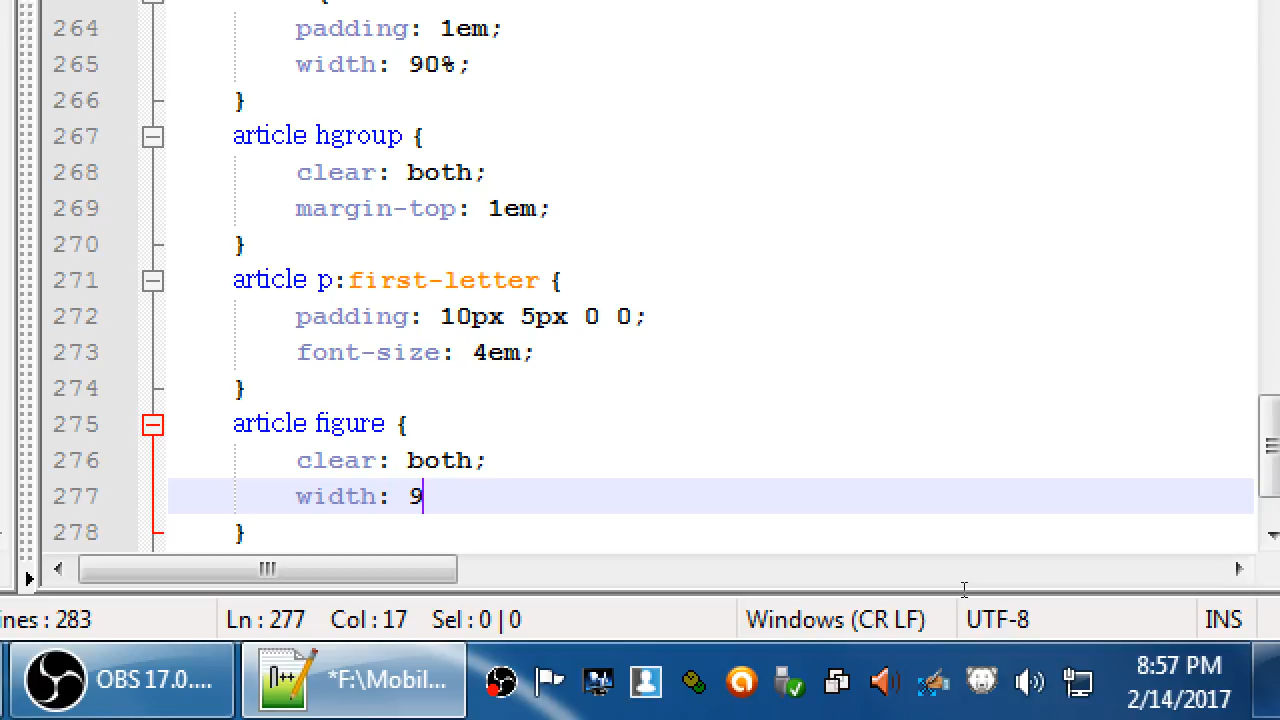 {
264 padding: 1em;
265 width: 90%;
266 }
267 article hgroup {
268 clear: both;
269 margin-top: 1em;
270 }
271 article p:first-letter {
272 padding: 10px 5px 0 0;
273 font-size: 4em;
274 }
275 article figure {
276 clear: both;
277 width: 9
278 }
ines : 283 Ln : 277 Col : 17 Sel : 0 | 0 Windows (CR LF) UTF-8 INS
OBS 17.0.... *F:\Mobil... 8:57 PM
2/14/2017